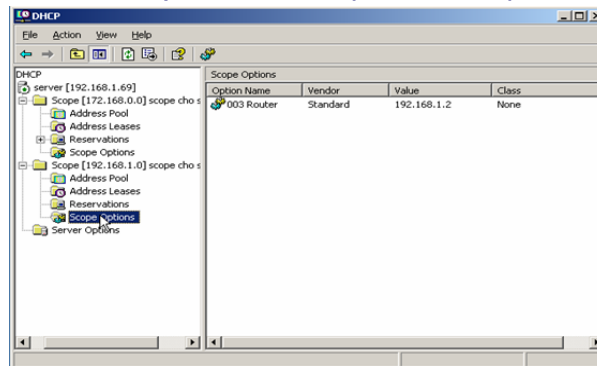 DHCP
File Action View Help
DHCP
server [192.168.1.69]
Scope [172.168.0.0] scope cho s
Address Pool
Address Leases
Reservations
Scope Options
Scope [192.168.1.0] scope cho s
Address Pool
Address Leases
Reservations
Scope Options
Server Options
Scope Options
Option Name Vendor Value Class
003 Router Standard 192.168.1.2 None